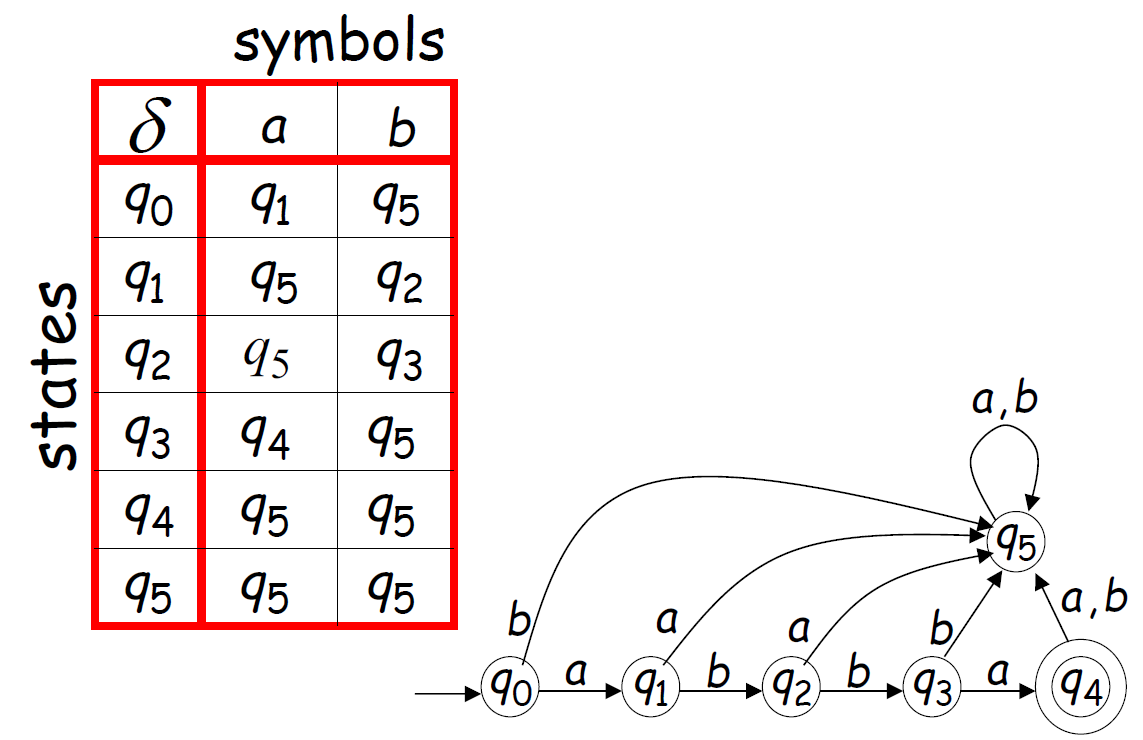 symbols
states
δ a b
q0 q1 q5
q1 q5 q2
q2 q5 q3
q3 q4 q5
q4 q5 q5
q5 q5 q5
a,b
q5
b a a b a,b
q0 a q1 b q2 b q3 a q4